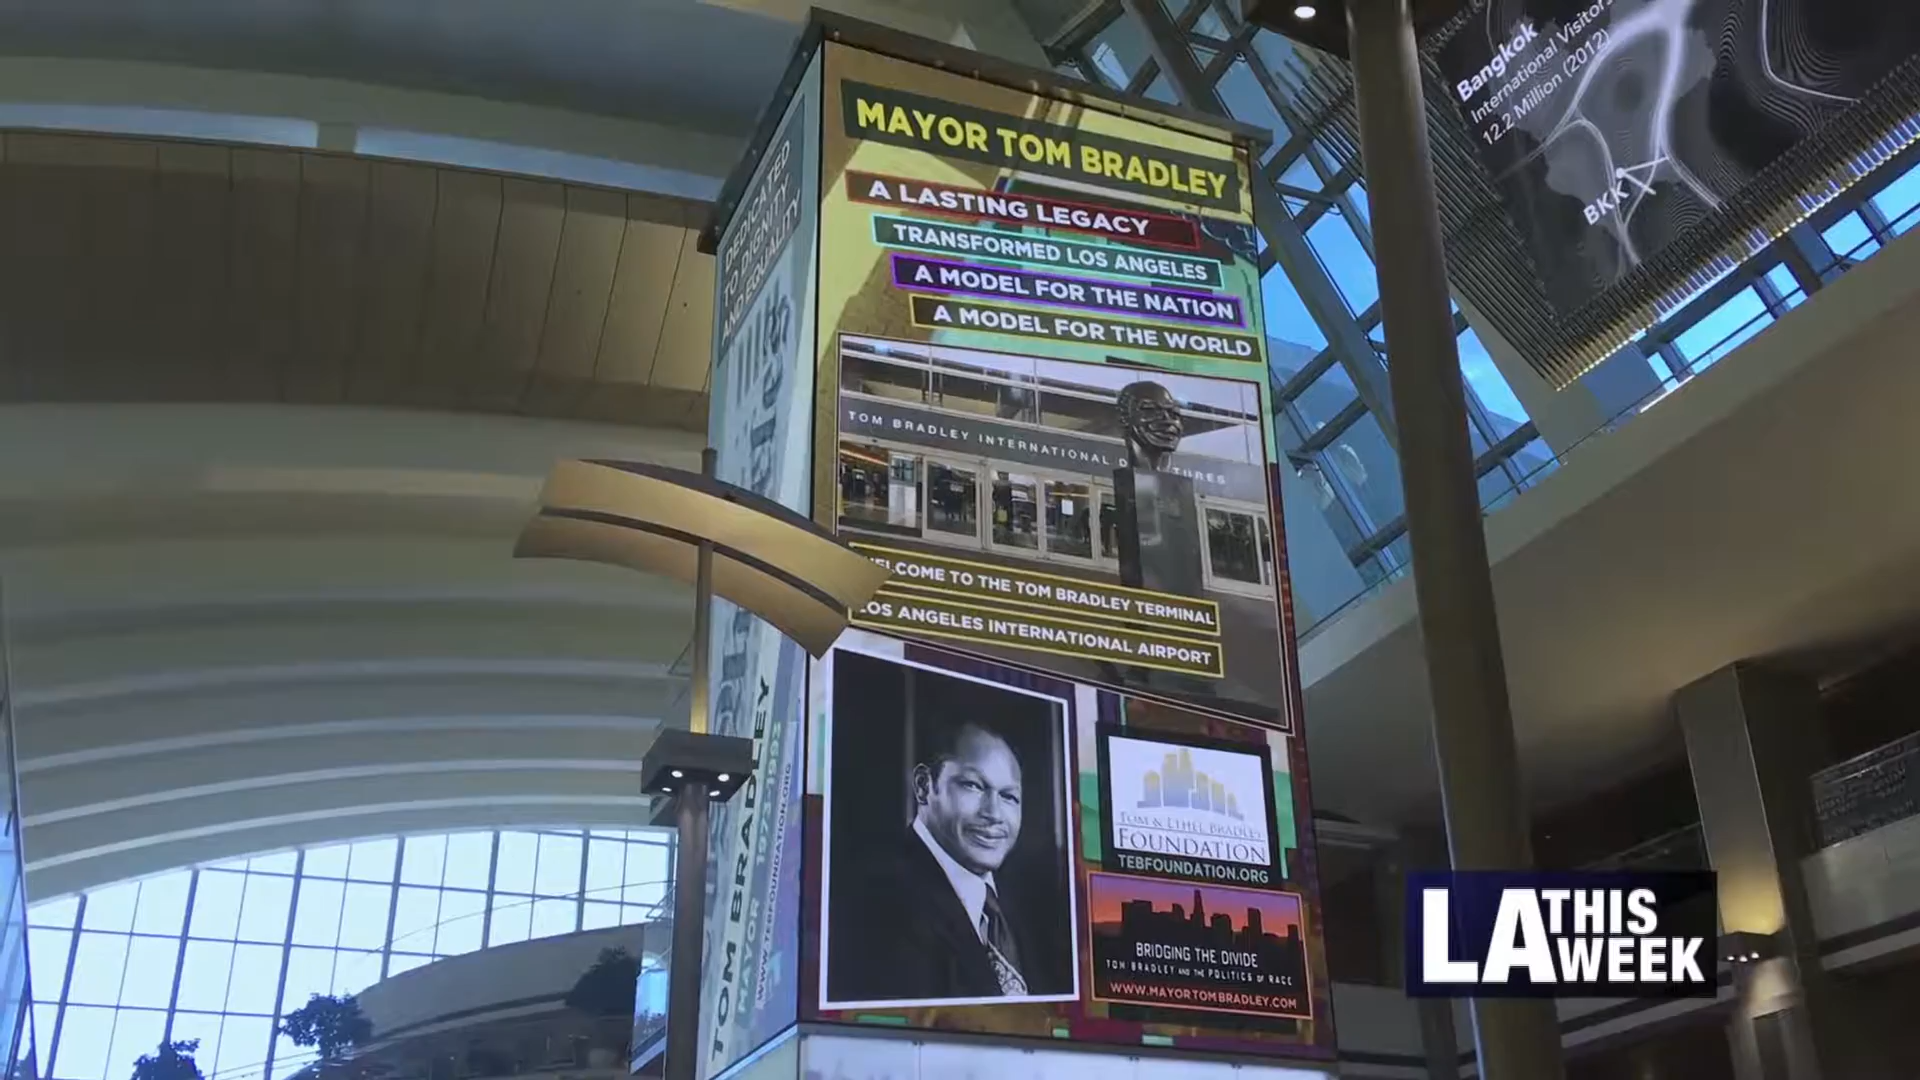 MAYOR TOM BRADLEY
A LASTING LEGACY
TRANSFORMED LOS ANGELES
A MODEL FOR THE NATION
A MODEL FOR THE WORLD
TOM BRADLEY INTERNATIONAL D TURES
WELCOME TO THE TOM BRADLEY TERMINAL
LOS ANGELES INTERNATIONAL AIRPORT
TOM & ETHEL BRADLEY
FOUNDATION
TEBFOUNDATION.ORG
BRIDGING THE DIVIDE
TOM BRADLEY AND THE POLITICS OF RACE
WWW.MAYORTOMBRADLEY.COM
DEDICATED
TO DIGNITY
AND EQUALITY
TOM BRADLEY
MAYOR 1973-1993
WWW.TEBFOUNDATION.ORG
Bangkok
International Visitors
12.2 Million (2012)
BKK
LA THIS
WEEK